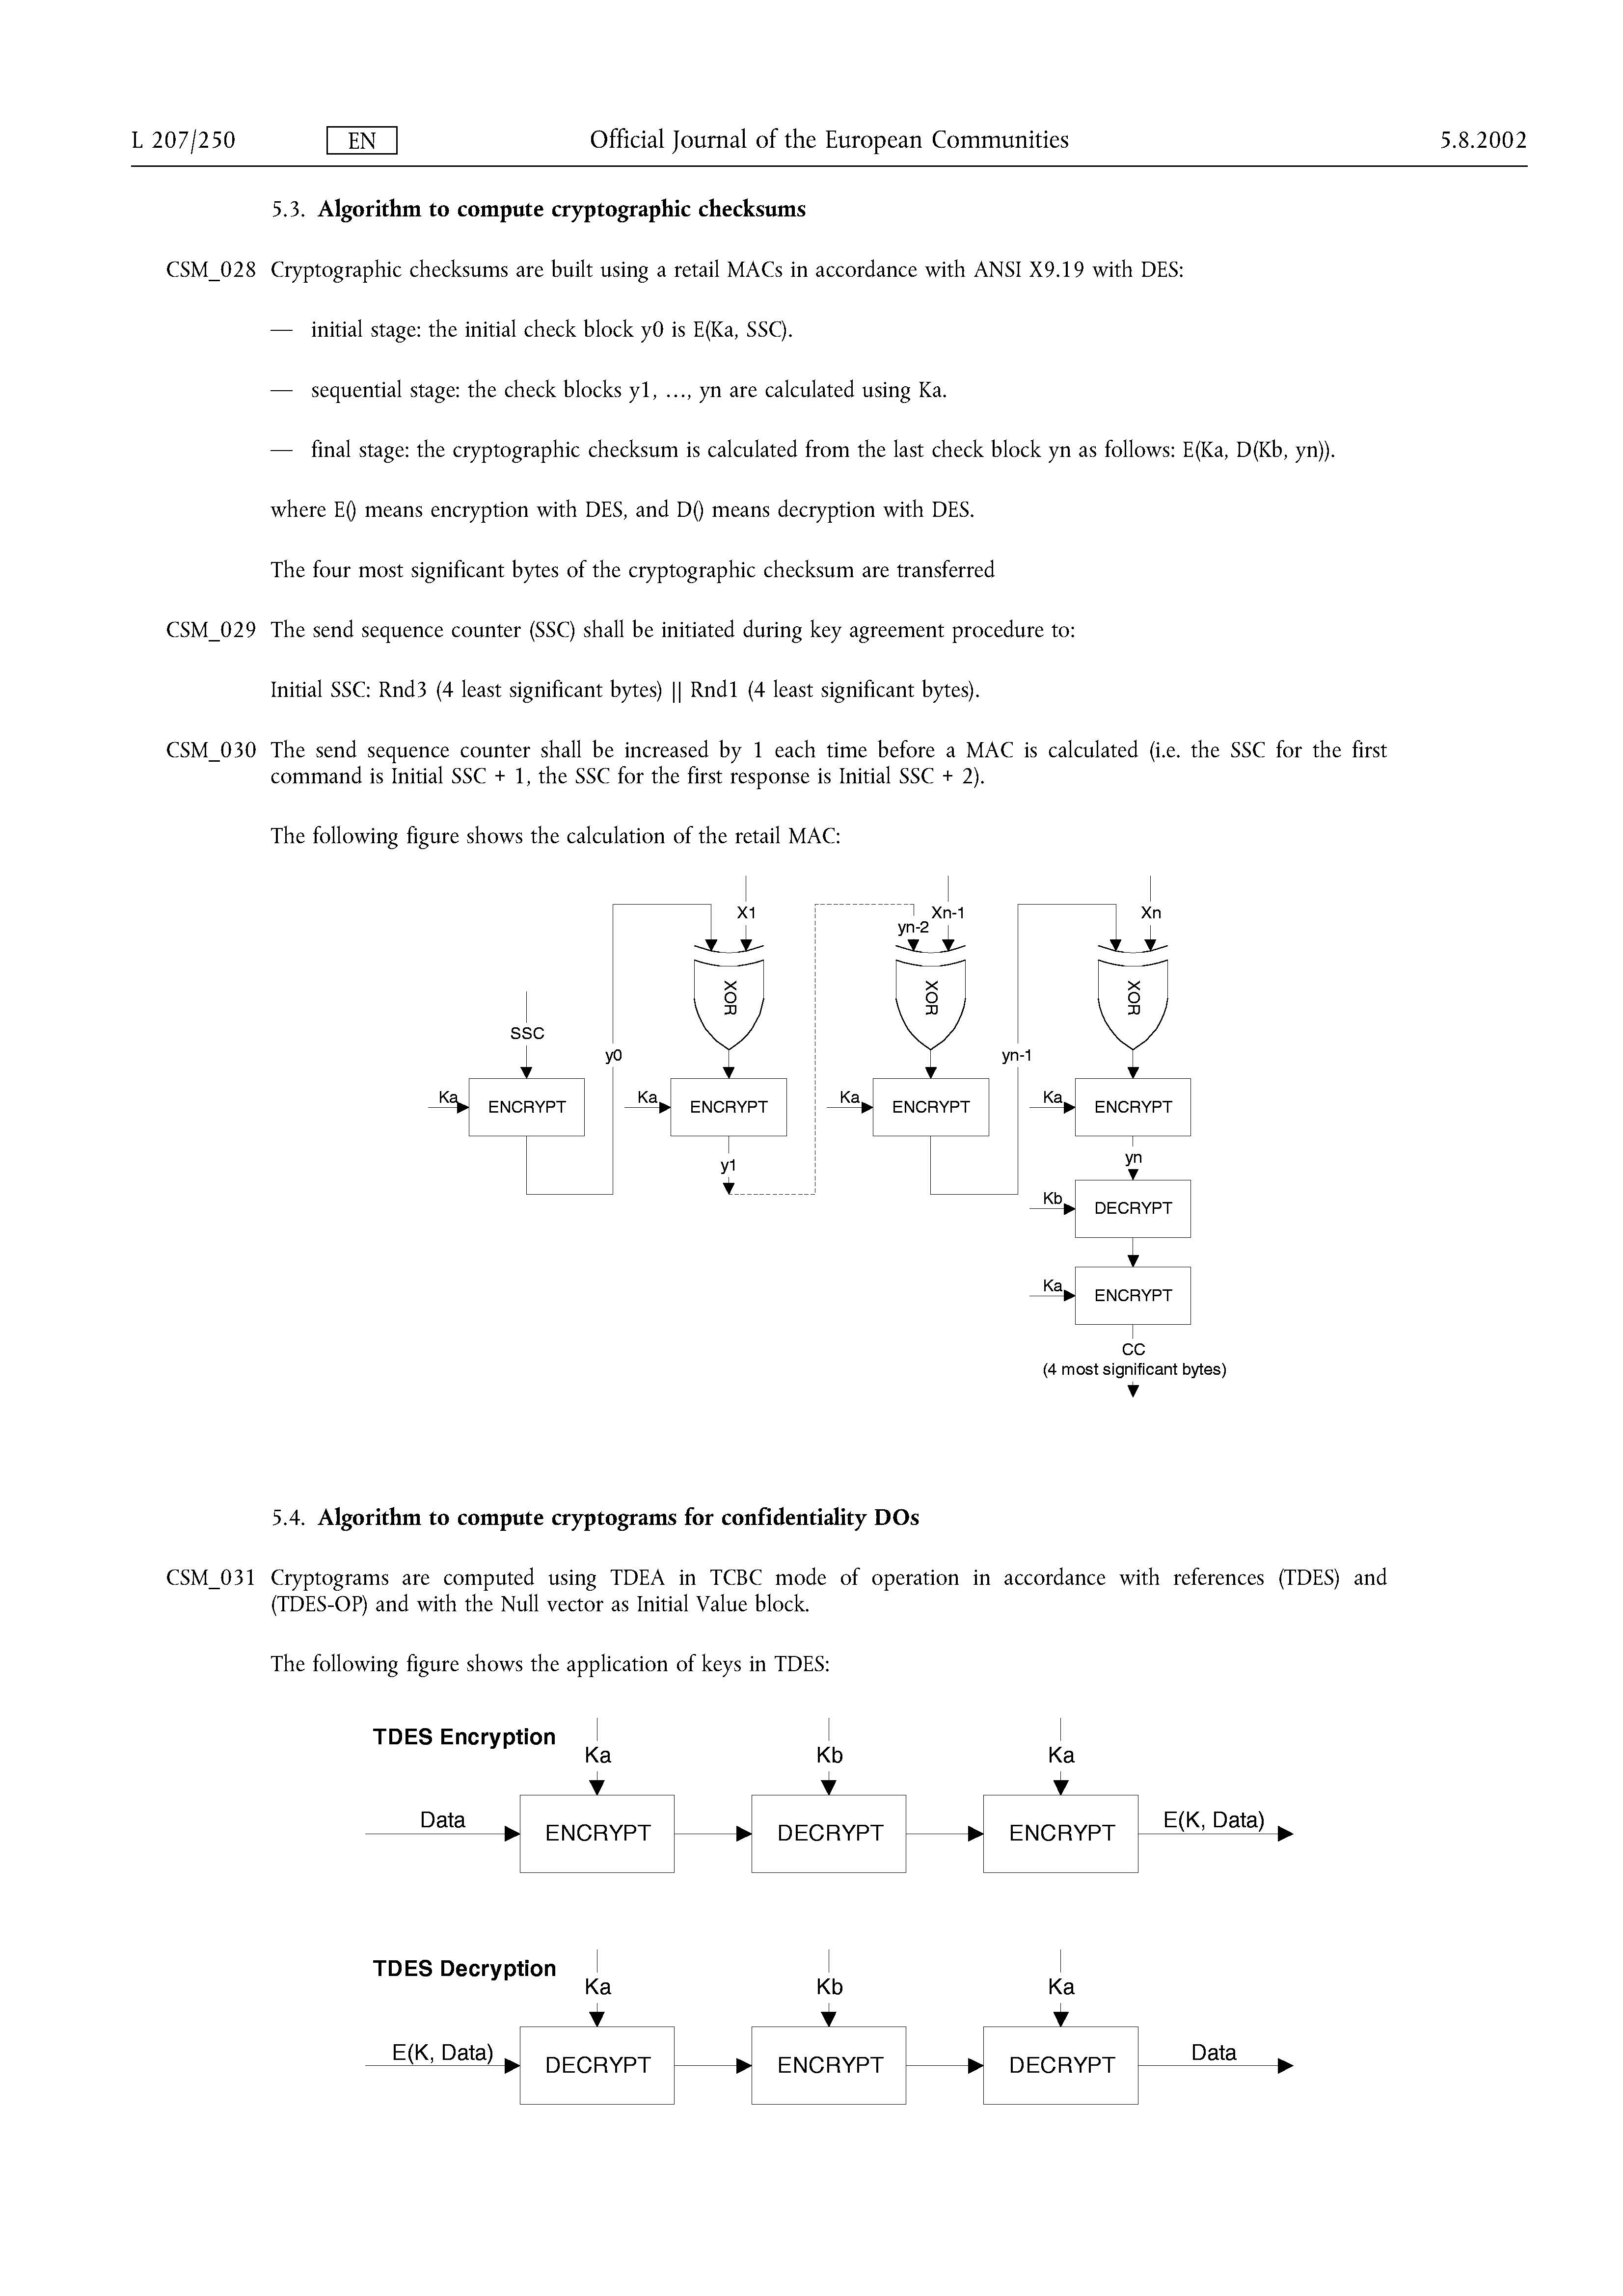 L 207/250 EN Official Journal of the European Communities 5.8.2002
5.3. Algorithm to compute cryptographic checksums
CSM_028 Cryptographic checksums are built using a retail MACs in accordance with ANSI X9.19 with DES:
— initial stage: the initial check block y0 is E(Ka, SSC).
— sequential stage: the check blocks y1, ..., yn are calculated using Ka.
— final stage: the cryptographic checksum is calculated from the last check block yn as follows: E(Ka, D(Kb, yn)).
where E() means encryption with DES, and D() means decryption with DES.
The four most significant bytes of the cryptographic checksum are transferred
CSM_029 The send sequence counter (SSC) shall be initiated during key agreement procedure to:
Initial SSC: Rnd3 (4 least significant bytes) || Rnd1 (4 least significant bytes).
CSM_030 The send sequence counter shall be increased by 1 each time before a MAC is calculated (i.e. the SSC for the first
command is Initial SSC + 1, the SSC for the first response is Initial SSC + 2).
The following figure shows the calculation of the retail MAC:
X1 Xn-1 Xn
yn-2
XOR XOR XOR
SSC
y0 yn-1
Ka Ka Ka Ka
ENCRYPT ENCRYPT ENCRYPT ENCRYPT
y1 yn
Kb
DECRYPT
Ka
ENCRYPT
CC
(4 most significant bytes)
5.4. Algorithm to compute cryptograms for confidentiality DOs
CSM_031 Cryptograms are computed using TDEA in TCBC mode of operation in accordance with references (TDES) and
(TDES-OP) and with the Null vector as Initial Value block.
The following figure shows the application of keys in TDES:
TDES Encryption
Ka Kb Ka
Data E(K, Data)
ENCRYPT DECRYPT ENCRYPT
TDES Decryption
Ka Kb Ka
E(K, Data) Data
DECRYPT ENCRYPT DECRYPT